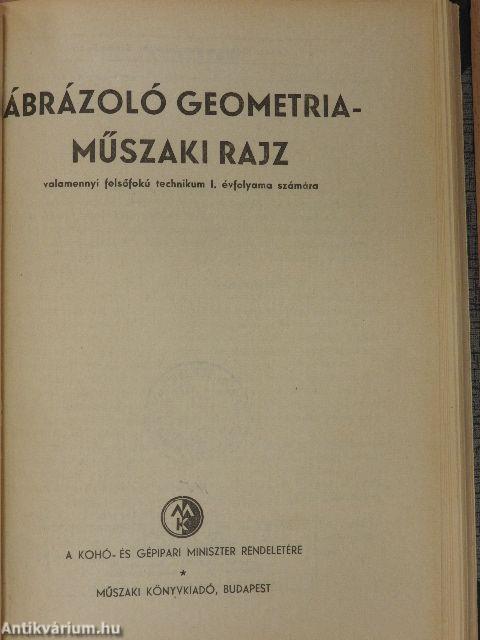 ÁBRÁZOLÓ GEOMETRIA-
MŰSZAKI RAJZ
valamennyi felsőfokú technikum I. évfolyama számára
MK
A KOHÓ- ÉS GÉPIPARI MINISZTER RENDELETÉRE
*
MŰSZAKI KÖNYVKIADÓ, BUDAPEST
Antikvárium.hu